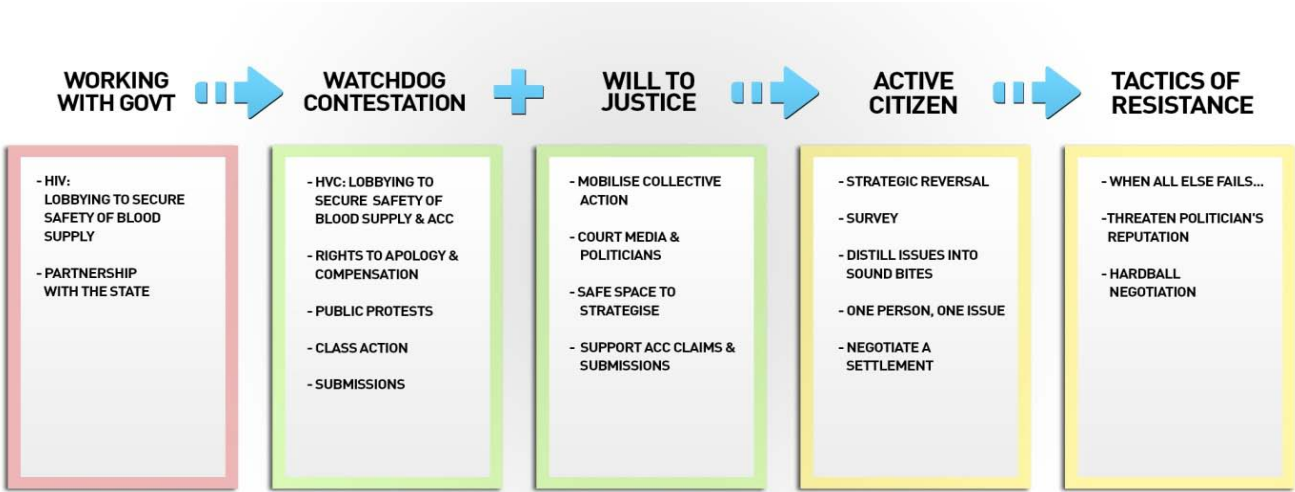 WORKING
WITH GOVT
WATCHDOG
CONTESTATION
WILL TO
JUSTICE
ACTIVE
CITIZEN
TACTICS OF
RESISTANCE
- HIV:
LOBBYING TO SECURE
SAFETY OF BLOOD
SUPPLY
- PARTNERSHIP
WITH THE STATE
- HVC: LOBBYING TO
SECURE SAFETY OF
BLOOD SUPPLY & ACC
- RIGHTS TO APOLOGY &
COMPENSATION
- PUBLIC PROTESTS
- CLASS ACTION
- SUBMISSIONS
- MOBILISE COLLECTIVE
ACTION
- COURT MEDIA &
POLITICIANS
- SAFE SPACE TO
STRATEGISE
- SUPPORT ACC CLAIMS &
SUBMISSIONS
- STRATEGIC REVERSAL
- SURVEY
- DISTILL ISSUES INTO
SOUND BITES
- ONE PERSON, ONE ISSUE
- NEGOTIATE A
SETTLEMENT
- WHEN ALL ELSE FAILS...
-THREATEN POLITICIAN'S
REPUTATION
- HARDBALL
NEGOTIATION